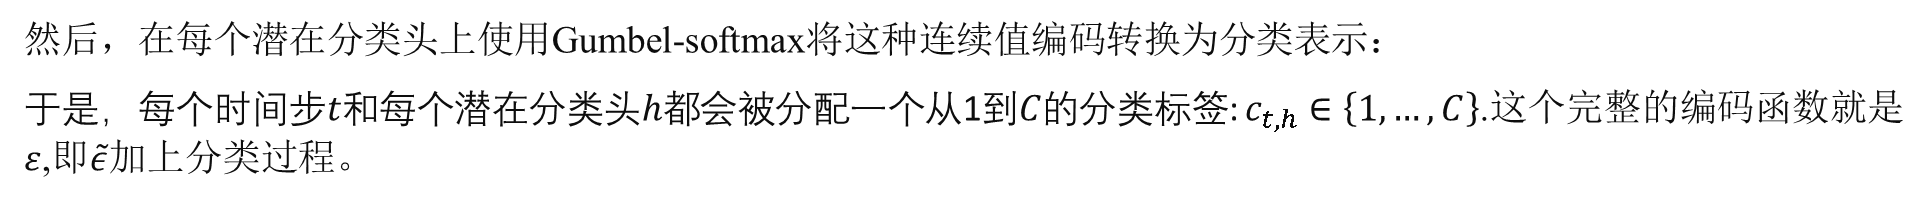 然后，在每个潜在分类头上使用Gumbel-softmax将这种连续值编码转换为分类表示：
于是，每个时间步𝑡和每个潜在分类头ℎ都会被分配一个从1到𝐶的分类标签: 𝑐_{𝑡,ℎ} ∈ {1, … , 𝐶}.这个完整的编码函数就是
𝜀,即𝜖̃加上分类过程。